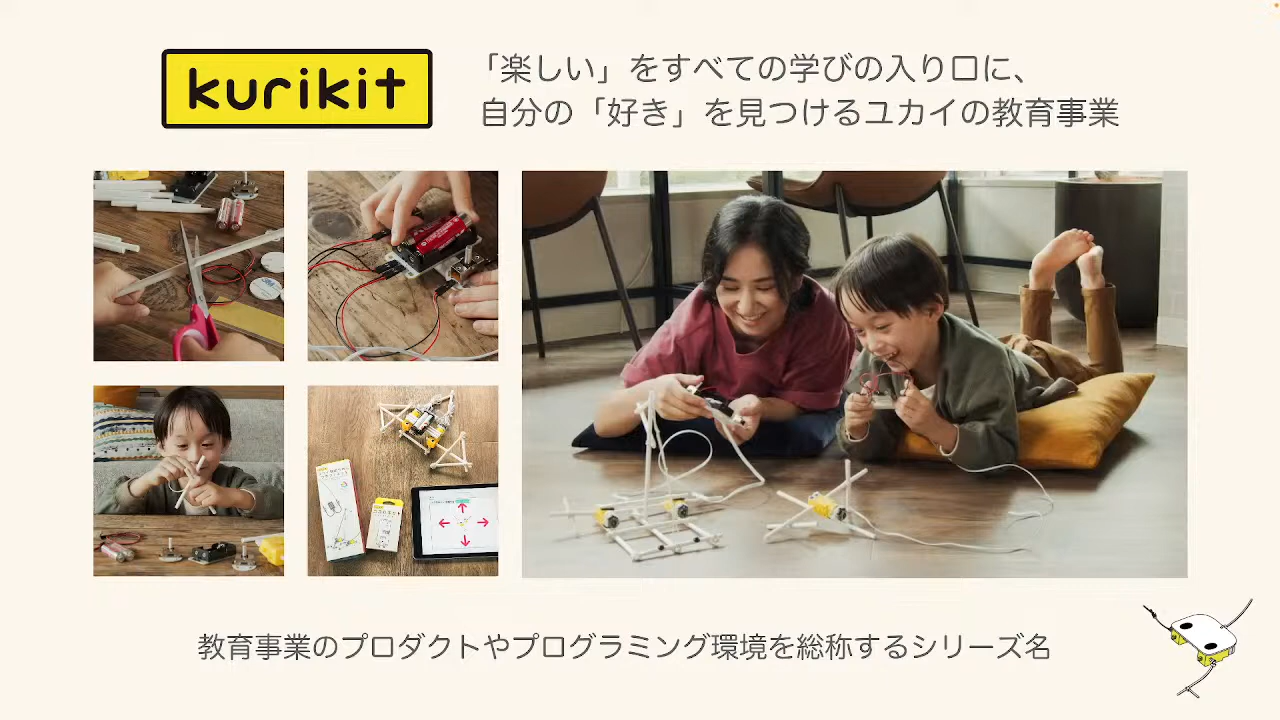 kurikit
「楽しい」をすべての学びの入り口に、
自分の「好き」を見つけるユカイの教育事業
教育事業のプロダクトやプログラミング環境を総称するシリーズ名